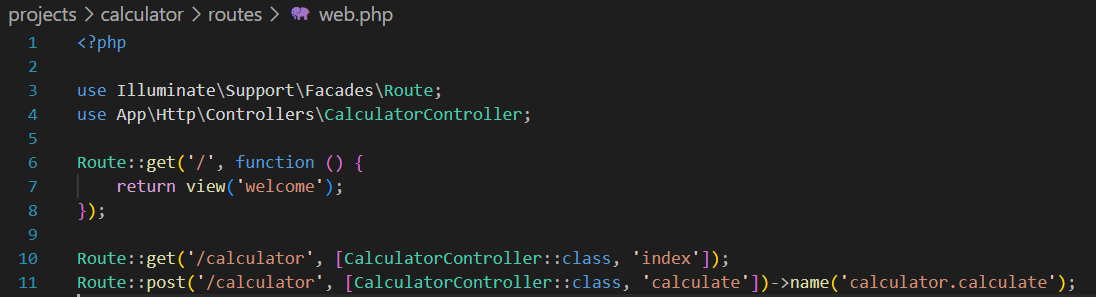 projects > calculator > routes > web.php
1 <?php
2
3 use Illuminate\Support\Facades\Route;
4 use App\Http\Controllers\CalculatorController;
5
6 Route::get('/', function () {
7     return view('welcome');
8 });
9
10 Route::get('/calculator', [CalculatorController::class, 'index']);
11 Route::post('/calculator', [CalculatorController::class, 'calculate'])->name('calculator.calculate');